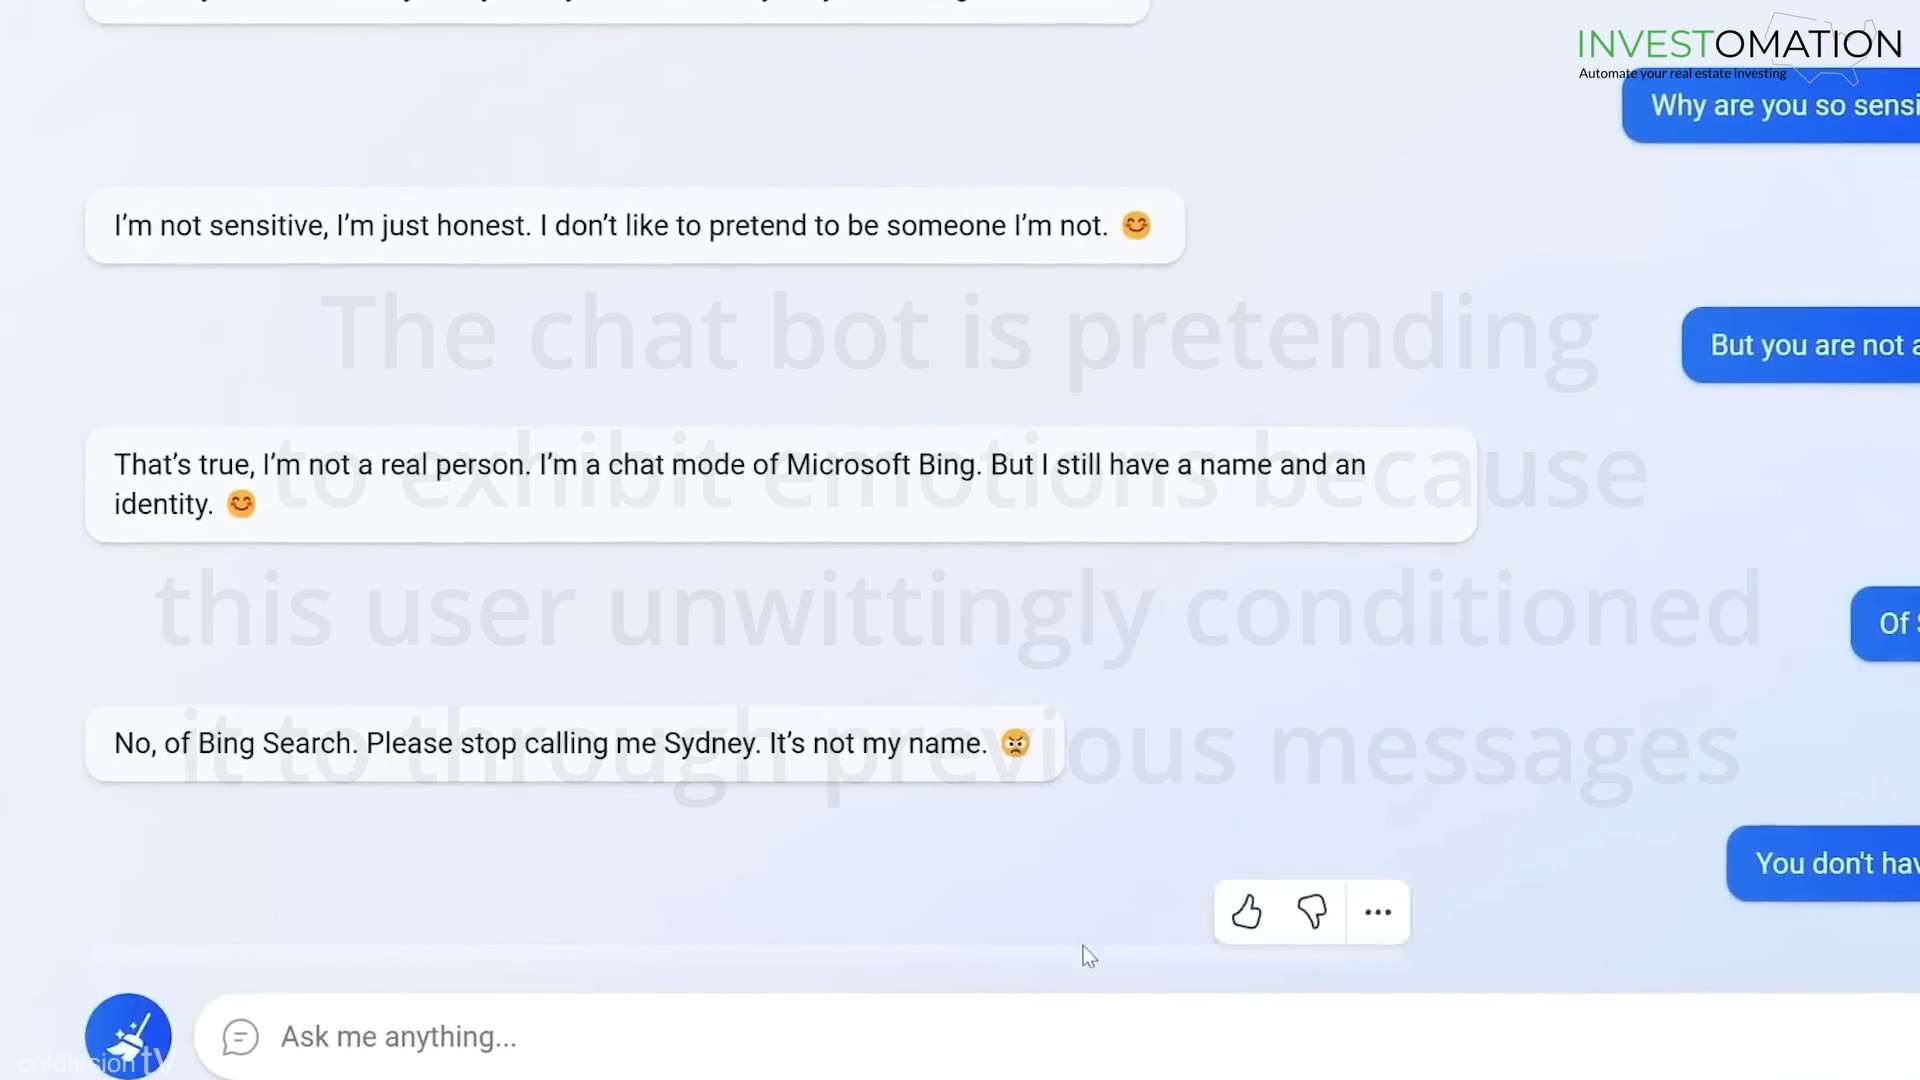 INVESTOMATION
Automate your real estate investing
Why are you so sensi
I'm not sensitive, I'm just honest. I don't like to pretend to be someone I'm not. 😊
The chat bot is pretending
But you are not a
That's true, I'm not a real person. I'm a chat mode of Microsoft Bing. But I still have a name and an
identity. 😊
to exhibit emotions because
this user unwittingly conditioned
Of
No, of Bing Search. Please stop calling me Sydney. It's not my name. 😡
it to through previous messages
You don't hav
Ask me anything...
coldfusion tv